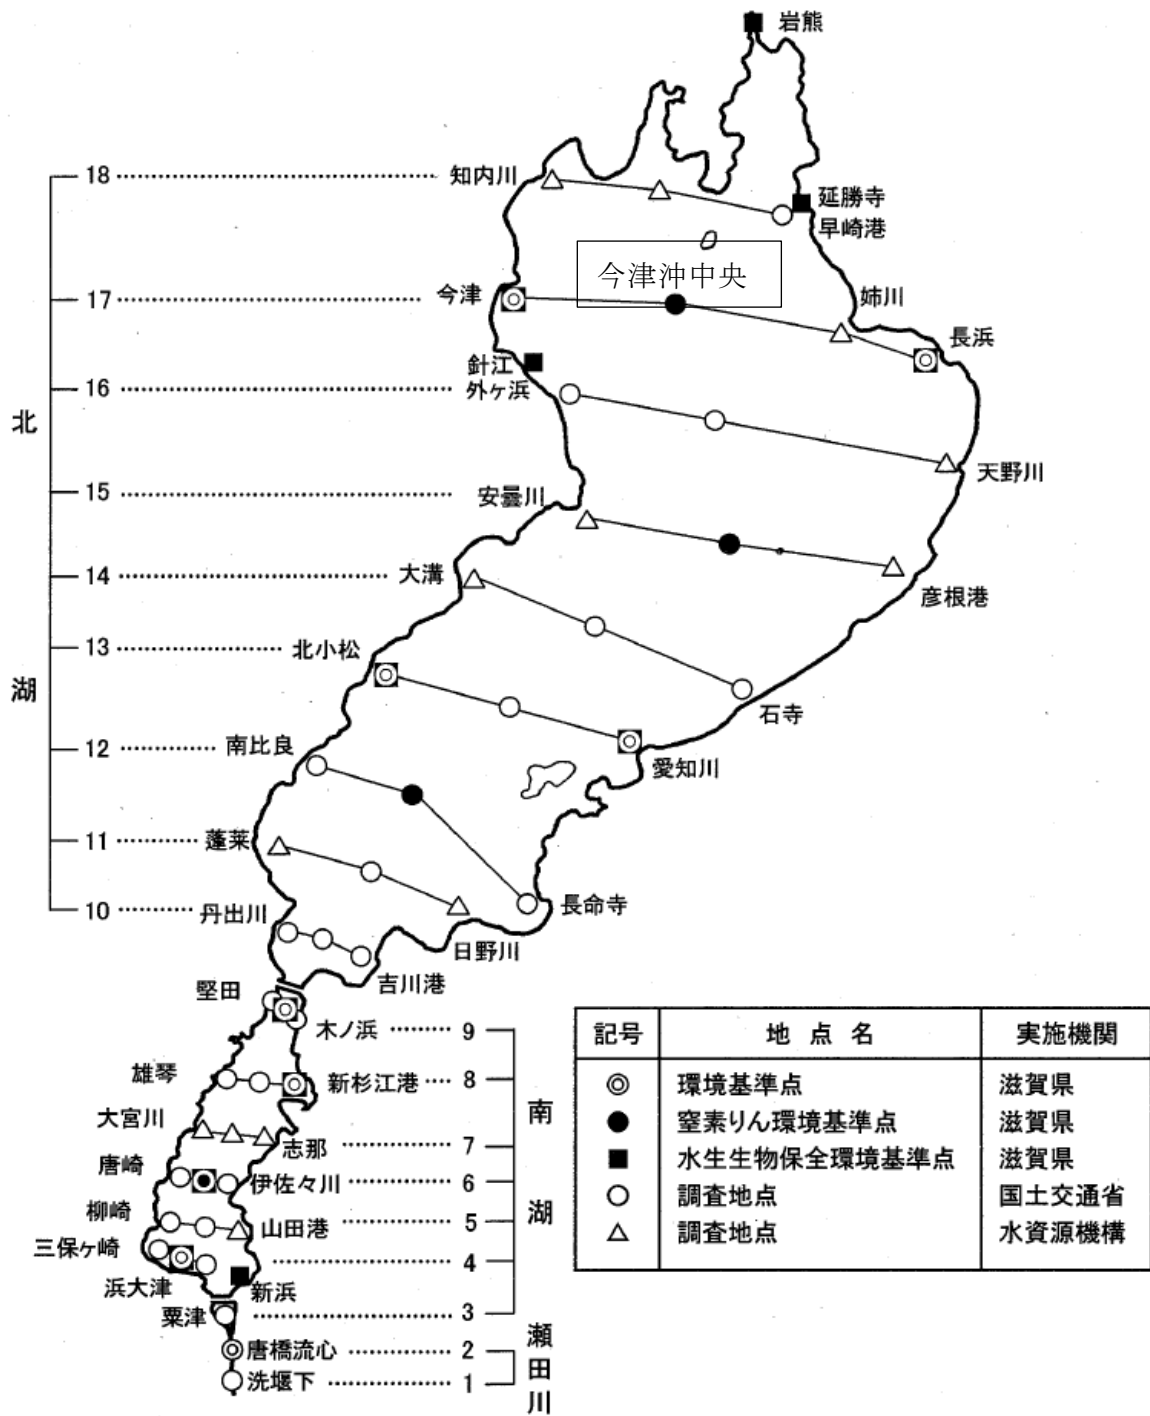 岩熊
18 知内川
延勝寺
早崎港
今津沖中央
17 今津
姉川
長浜
針江
16 外ヶ浜
北
天野川
15 安曇川
14 大溝
彦根港
13 北小松
湖
石寺
12 南比良
愛知川
11 蓬莱
長命寺
10 丹出川
日野川
吉川港
堅田
木ノ浜 9
雄琴
新杉江港 8
南
大宮川
志那 7
唐崎
伊佐々川 6
湖
柳崎
山田港 5
三保ヶ崎
4
浜大津
新浜
粟津 3
瀬田川
唐橋流心 2
洗堰下 1
記号 地点名 実施機関
◎ 環境基準点 滋賀県
● 窒素りん環境基準点 滋賀県
■ 水生生物保全環境基準点 滋賀県
○ 調査地点 国土交通省
△ 調査地点 水資源機構